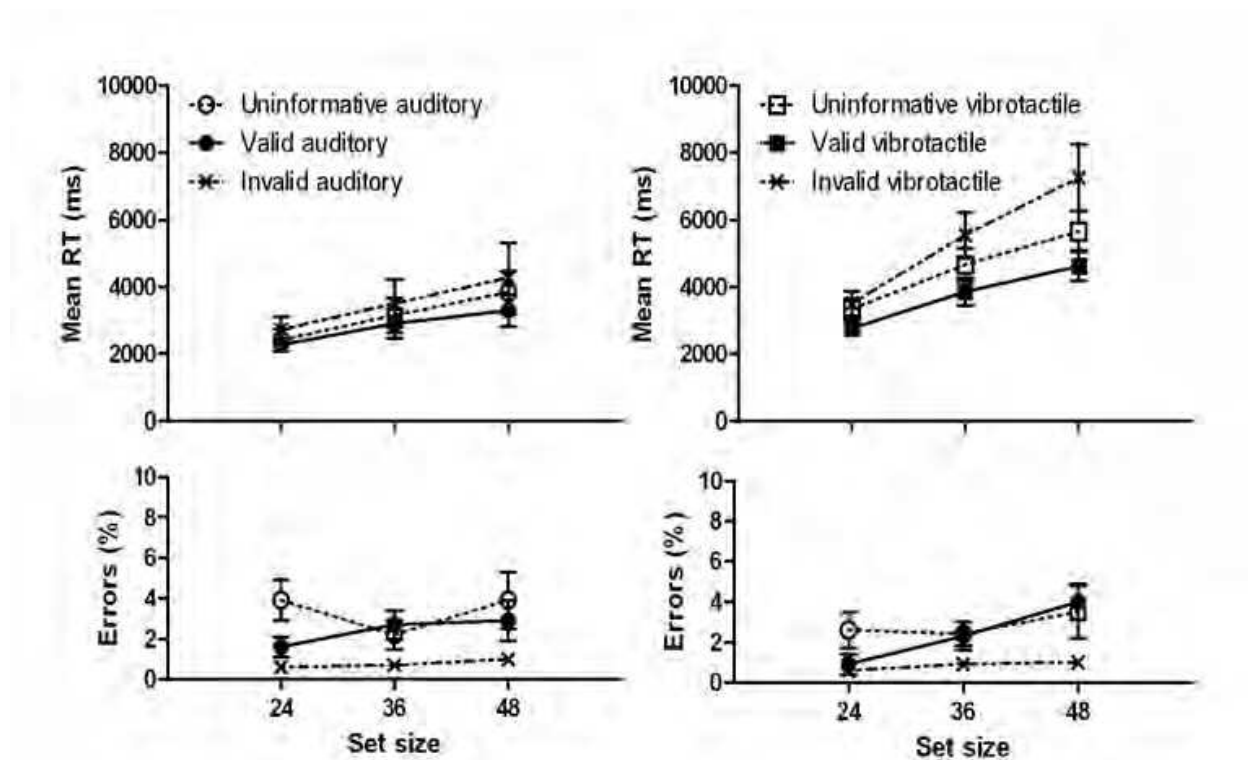 10000
8000
6000
4000
2000
0
Mean RT (ms)
Uninformative auditory
Valid auditory
Invalid auditory
10000
8000
6000
4000
2000
0
Mean RT (ms)
Uninformative vibrotactile
Valid vibrotactile
Invalid vibrotactile
10
8
6
4
2
0
Errors (%)
24 36 48
Set size
10
8
6
4
2
0
Errors (%)
24 36 48
Set size